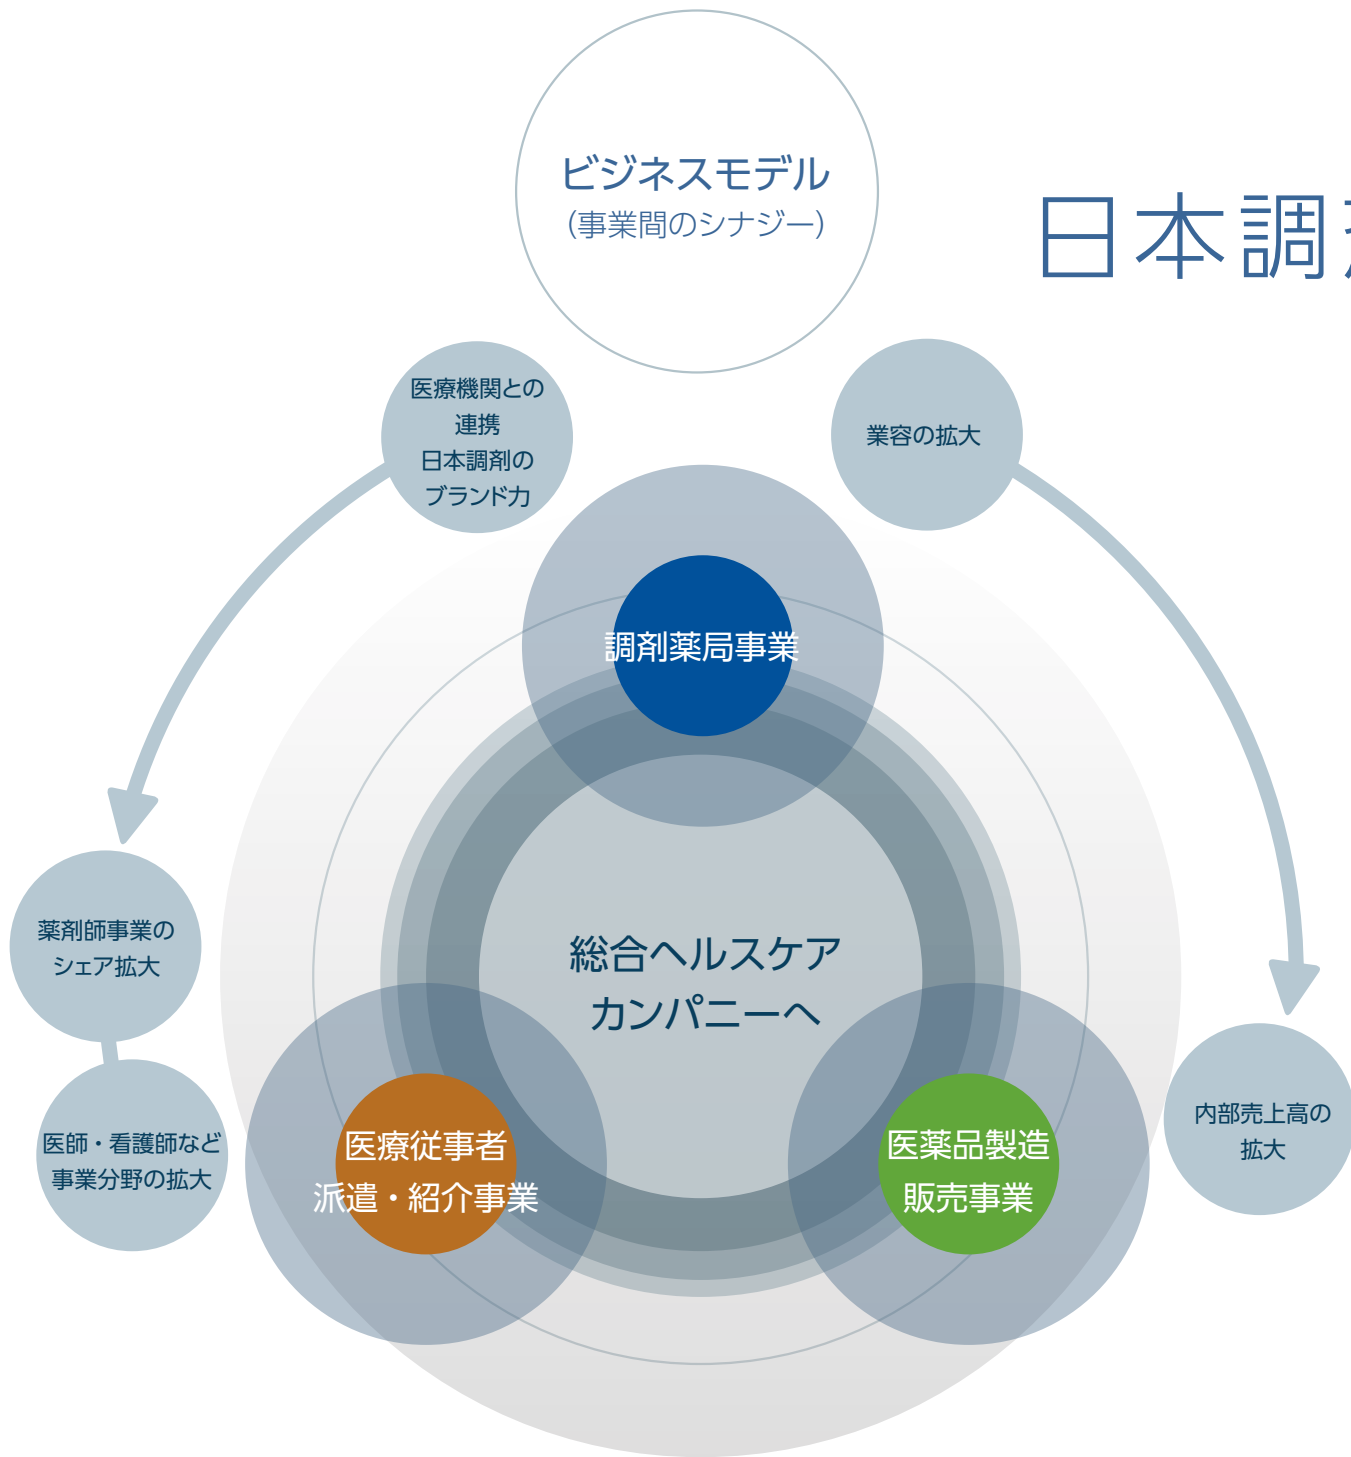 ビジネスモデル
(事業間のシナジー)
日本調
医療機関との
連携
日本調剤の
ブランド力
業容の拡大
調剤薬局事業
総合ヘルスケア
カンパニーへ
薬剤師事業の
シェア拡大
医師・看護師など
事業分野の拡大
医療従事者
派遣・紹介事業
医薬品製造
販売事業
内部売上高の
拡大